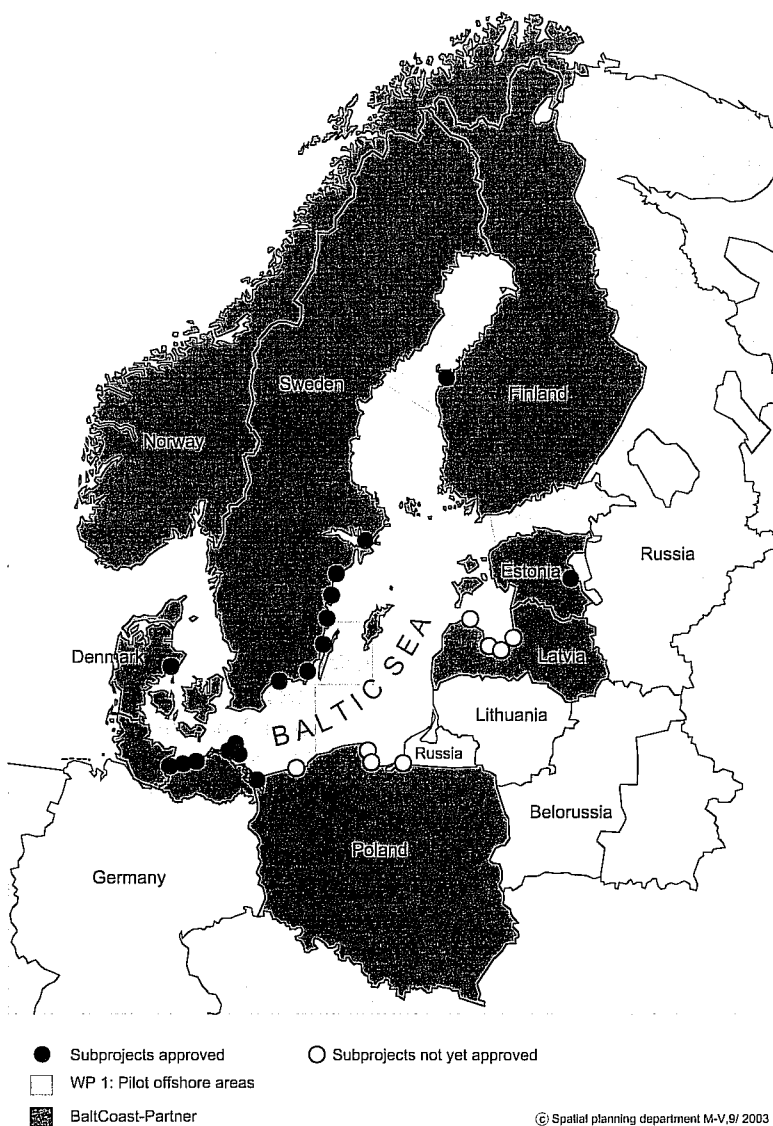 Sweden
Finland
Norway
Estonia
Russia
Denmark
Latvia
BALTIC SEA
Lithuania
Russia
Belorussia
Poland
Germany
Subprojects approved
Subprojects not yet approved
WP 1: Pilot offshore areas
BaltCoast-Partner
© Spatial planning department M-V,9/ 2003